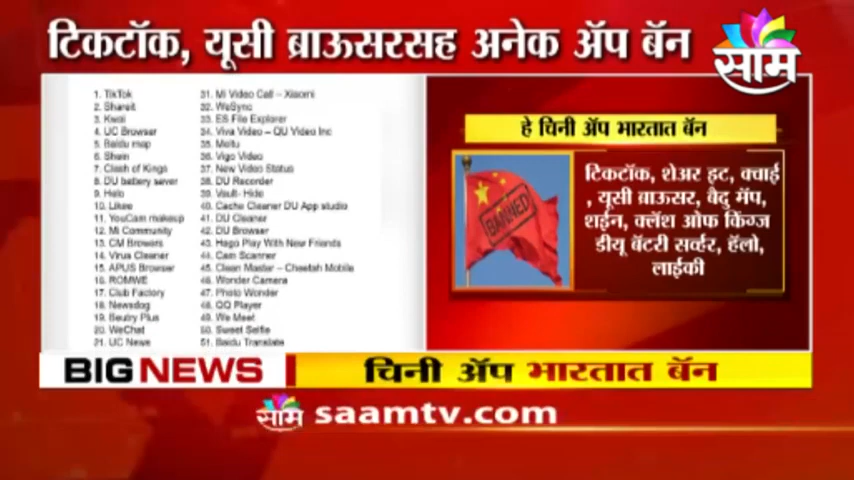 टिकटॉक, यूसी ब्राऊसरसह अनेक ॲप बॅन
साम
1. TikTok
2. Shareit
3. Kwai
4. UC Browser
5. Baidu map
6. Shein
7. Clash of Kings
8. DU battery saver
9. Helo
10. Likee
11. YouCam makeup
12. Mi Community
13. CM Browers
14. Virus Cleaner
15. APUS Browser
16. ROMWE
17. Club Factory
18. Newsdog
19. Beutry Plus
20. WeChat
21. UC News
31. Mi Video Call – Xiaomi
32. WeSync
33. ES File Explorer
34. Viva Video – QU Video Inc
35. Meitu
36. Vigo Video
37. New Video Status
38. DU Recorder
39. Vault- Hide
40. Cache Cleaner DU App studio
41. DU Cleaner
42. DU Browser
43. Hago Play With New Friends
44. Cam Scanner
45. Clean Master – Cheetah Mobile
46. Wonder Camera
47. Photo Wonder
48. QQ Player
49. We Meet
50. Sweet Selfie
51. Baidu Translate
हे चिनी ॲप भारतात बॅन
BANNED
टिकटॉक, शेअर इट, क्वाई
, यूसी ब्राऊसर, बैदु मॅप,
शईन, क्लॅश ओफ किंग्ज
डीयू बॅटरी सर्व्हर, हॅलो,
लाईकी
BIG NEWS
चिनी ॲप भारतात बॅन
साम saamtv.com